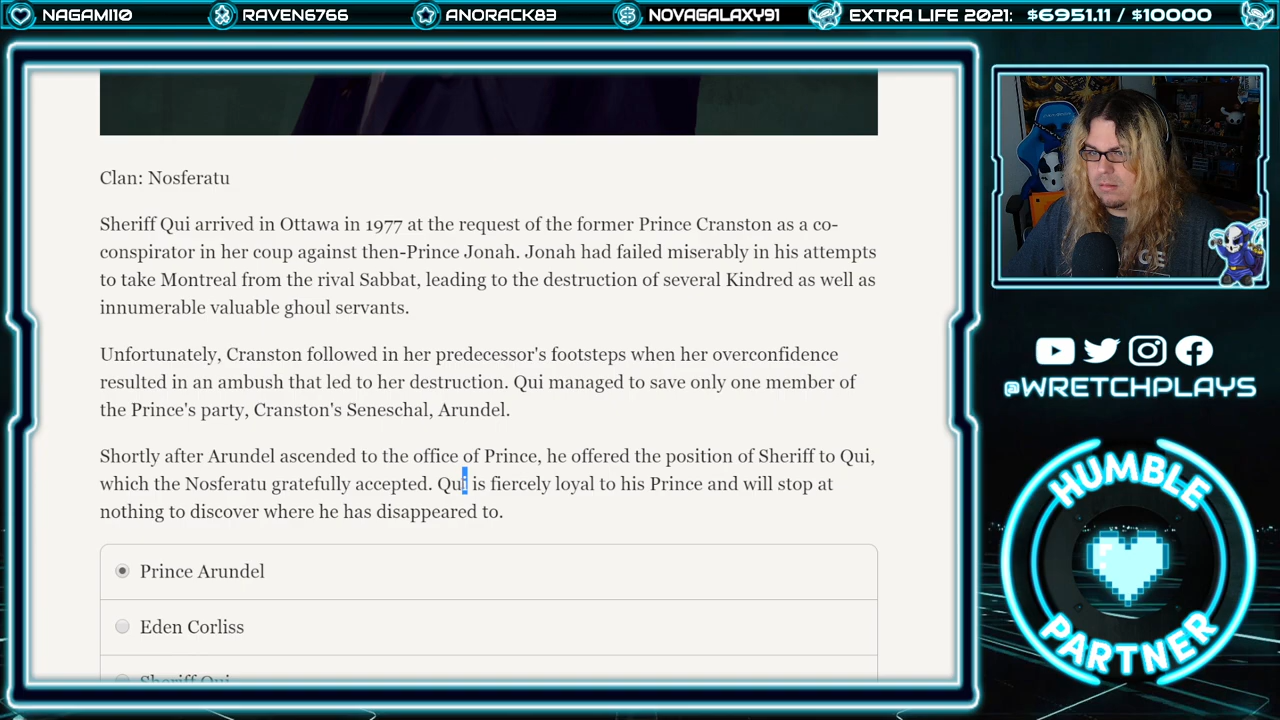 NAGAMI10 RAVEN6766 ANORACK83 NOVAGALAXY91 EXTRA LIFE 2021: $6951.11 / $10000
Clan: Nosferatu
Sheriff Qui arrived in Ottawa in 1977 at the request of the former Prince Cranston as a co-
conspirator in her coup against then-Prince Jonah. Jonah had failed miserably in his attempts
to take Montreal from the rival Sabbat, leading to the destruction of several Kindred as well as
innumerable valuable ghoul servants.
Unfortunately, Cranston followed in her predecessor's footsteps when her overconfidence
resulted in an ambush that led to her destruction. Qui managed to save only one member of
the Prince's party, Cranston's Seneschal, Arundel.
Shortly after Arundel ascended to the office of Prince, he offered the position of Sheriff to Qui,
which the Nosferatu gratefully accepted. Qui is fiercely loyal to his Prince and will stop at
nothing to discover where he has disappeared to.
Prince Arundel
Eden Corliss
Sheriff Qui
@WRETCHPLAYS
HUMBLE
PARTNER